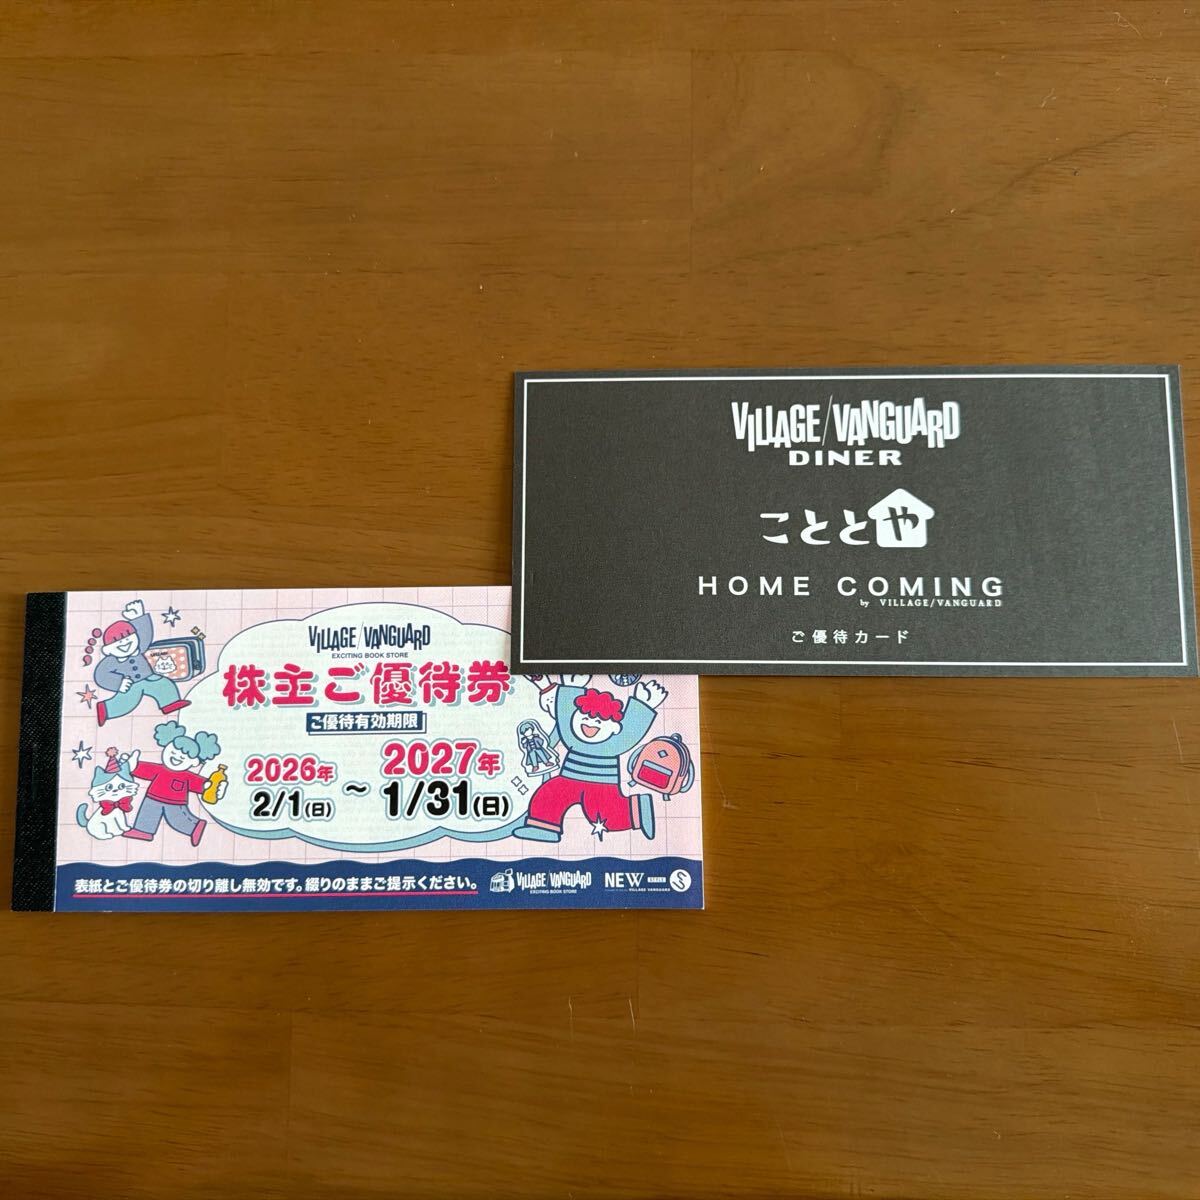 VILLAGE/VANGUARD
DINER
こととや
HOME COMING
by VILLAGE/VANGUARD
ご優待カード
VILLAGE/VANGUARD
EXCITING BOOK STORE
株主ご優待券
ご優待有効期限
2026年
2/1(日)
~
2027年
1/31(日)
表紙とご優待券の切り離し無効です。綴りのままご提示ください。
VILLAGE/VANGUARD
EXCITING BOOK STORE
NEW STYLE
VILLAGE VANGUARD